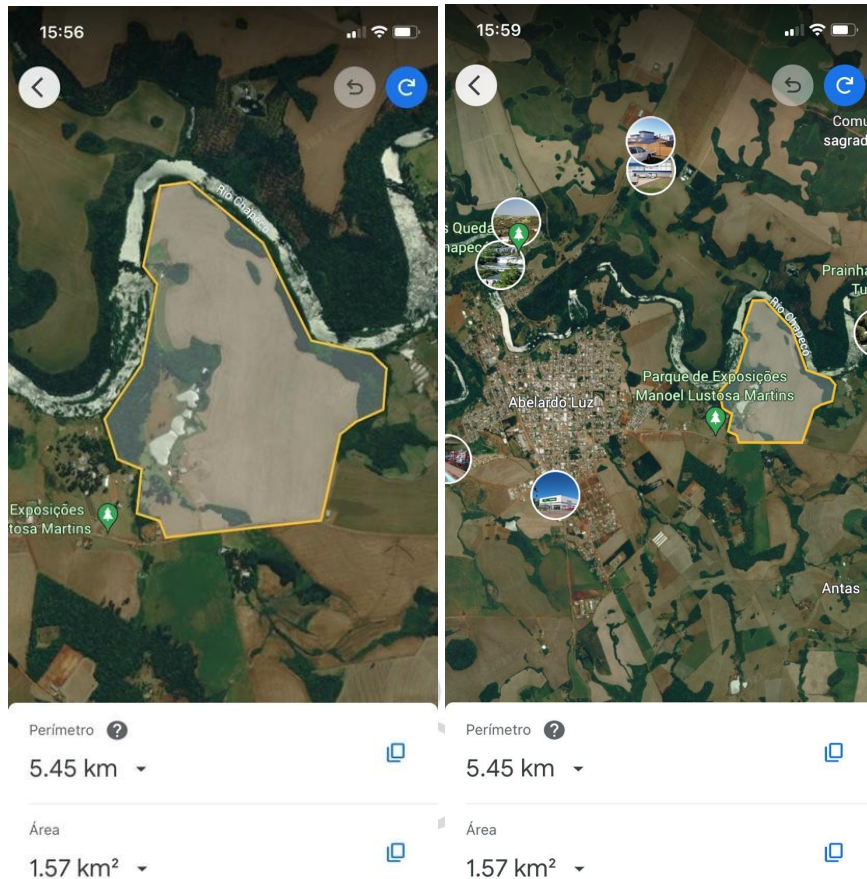 15:56
Rio Chapecó
Exposições
tosa Martins
Perímetro ?
5.45 km
Área
1.57 km²
15:59
Comu
sagrad
s Queda
hapec
Prainha
Tu
Rio Chapecó
Parque de Exposições
Manoel Lustosa Martins
Abelardo Luz
Antas
Perímetro ?
5.45 km
Área
1.57 km²